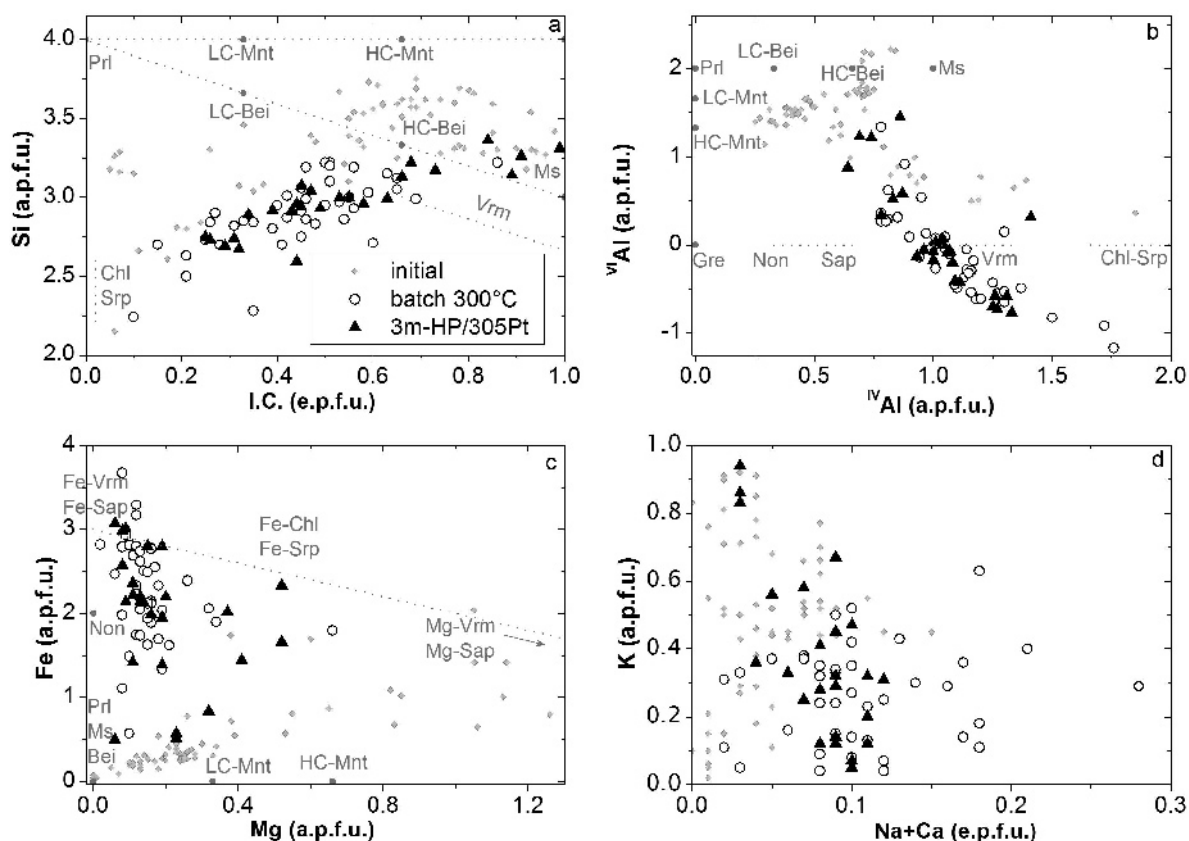 a
4.0
LC-Mnt
HC-Mnt
Prl
LC-Bei
HC-Bei
Ms
Vrm
3.5
3.0
2.5
2.0
Chl
Srp
initial
batch 300°C
3m-HP/305Pt
Si (a.p.f.u.)
0.0 0.2 0.4 0.6 0.8 1.0
I.C. (e.p.f.u.)
b
LC-Bei
HC-Bei
Prl
Ms
LC-Mnt
HC-Mnt
2
1
0
-1
Gre Non Sap Vrm Chl-Srp
VIAl (a.p.f.u.)
0.0 0.5 1.0 1.5 2.0
IVAl (a.p.f.u.)
c
4
3
2
1
0
Fe-Vrm
Fe-Sap
Fe-Chl
Fe-Srp
Non
Mg-Vrm
Mg-Sap
Prl
Ms
Bei
LC-Mnt
HC-Mnt
Fe (a.p.f.u.)
0.0 0.4 0.8 1.2
Mg (a.p.f.u.)
d
1.0
0.8
0.6
0.4
0.2
0.0
K (a.p.f.u.)
0.0 0.1 0.2 0.3
Na+Ca (e.p.f.u.)